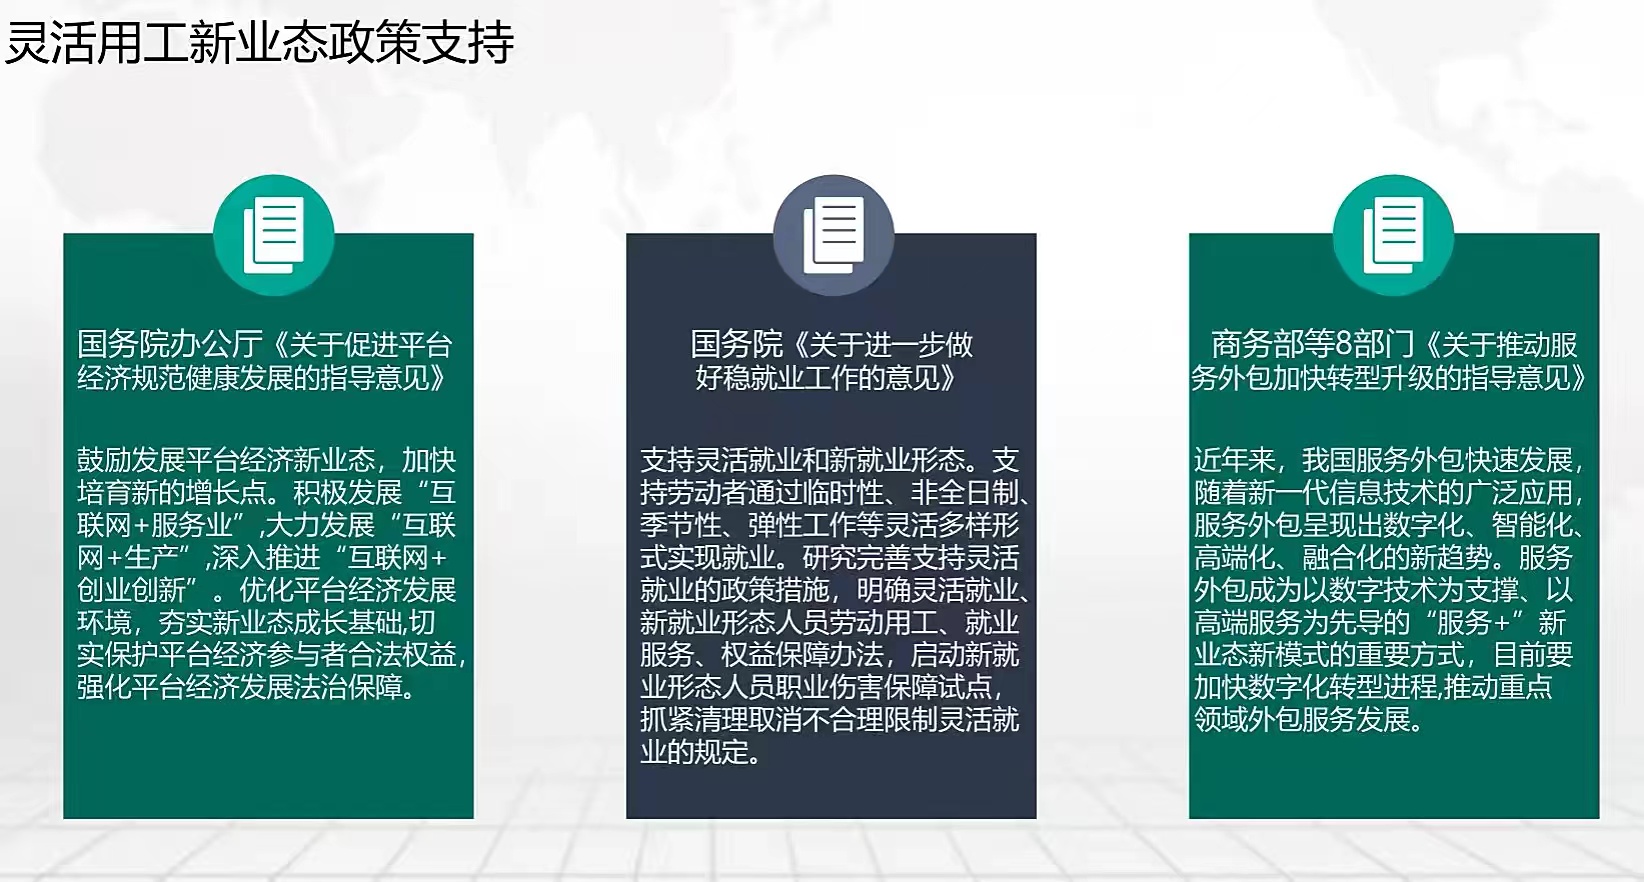 灵活用工新业态政策支持
国务院办公厅《关于促进平台
经济规范健康发展的指导意见》
鼓励发展平台经济新业态，加快
培育新的增长点。积极发展“互
联网+服务业”,大力发展“互联
网+生产”,深入推进“互联网+
创业创新”。优化平台经济发展
环境，夯实新业态成长基础,切
实保护平台经济参与者合法权益，
强化平台经济发展法治保障。
国务院《关于进一步做
好稳就业工作的意见》
支持灵活就业和新就业形态。支
持劳动者通过临时性、非全日制、
季节性、弹性工作等灵活多样形
式实现就业。研究完善支持灵活
就业的政策措施，明确灵活就业、
新就业形态人员劳动用工、就业
服务、权益保障办法，启动新就
业形态人员职业伤害保障试点，
抓紧清理取消不合理限制灵活就
业的规定。
商务部等8部门《关于推动服
务外包加快转型升级的指导意见》
近年来，我国服务外包快速发展，
随着新一代信息技术的广泛应用，
服务外包呈现出数字化、智能化、
高端化、融合化的新趋势。服务
外包成为以数字技术为支撑、以
高端服务为先导的“服务+”新
业态新模式的重要方式，目前要
加快数字化转型进程,推动重点
领域外包服务发展。